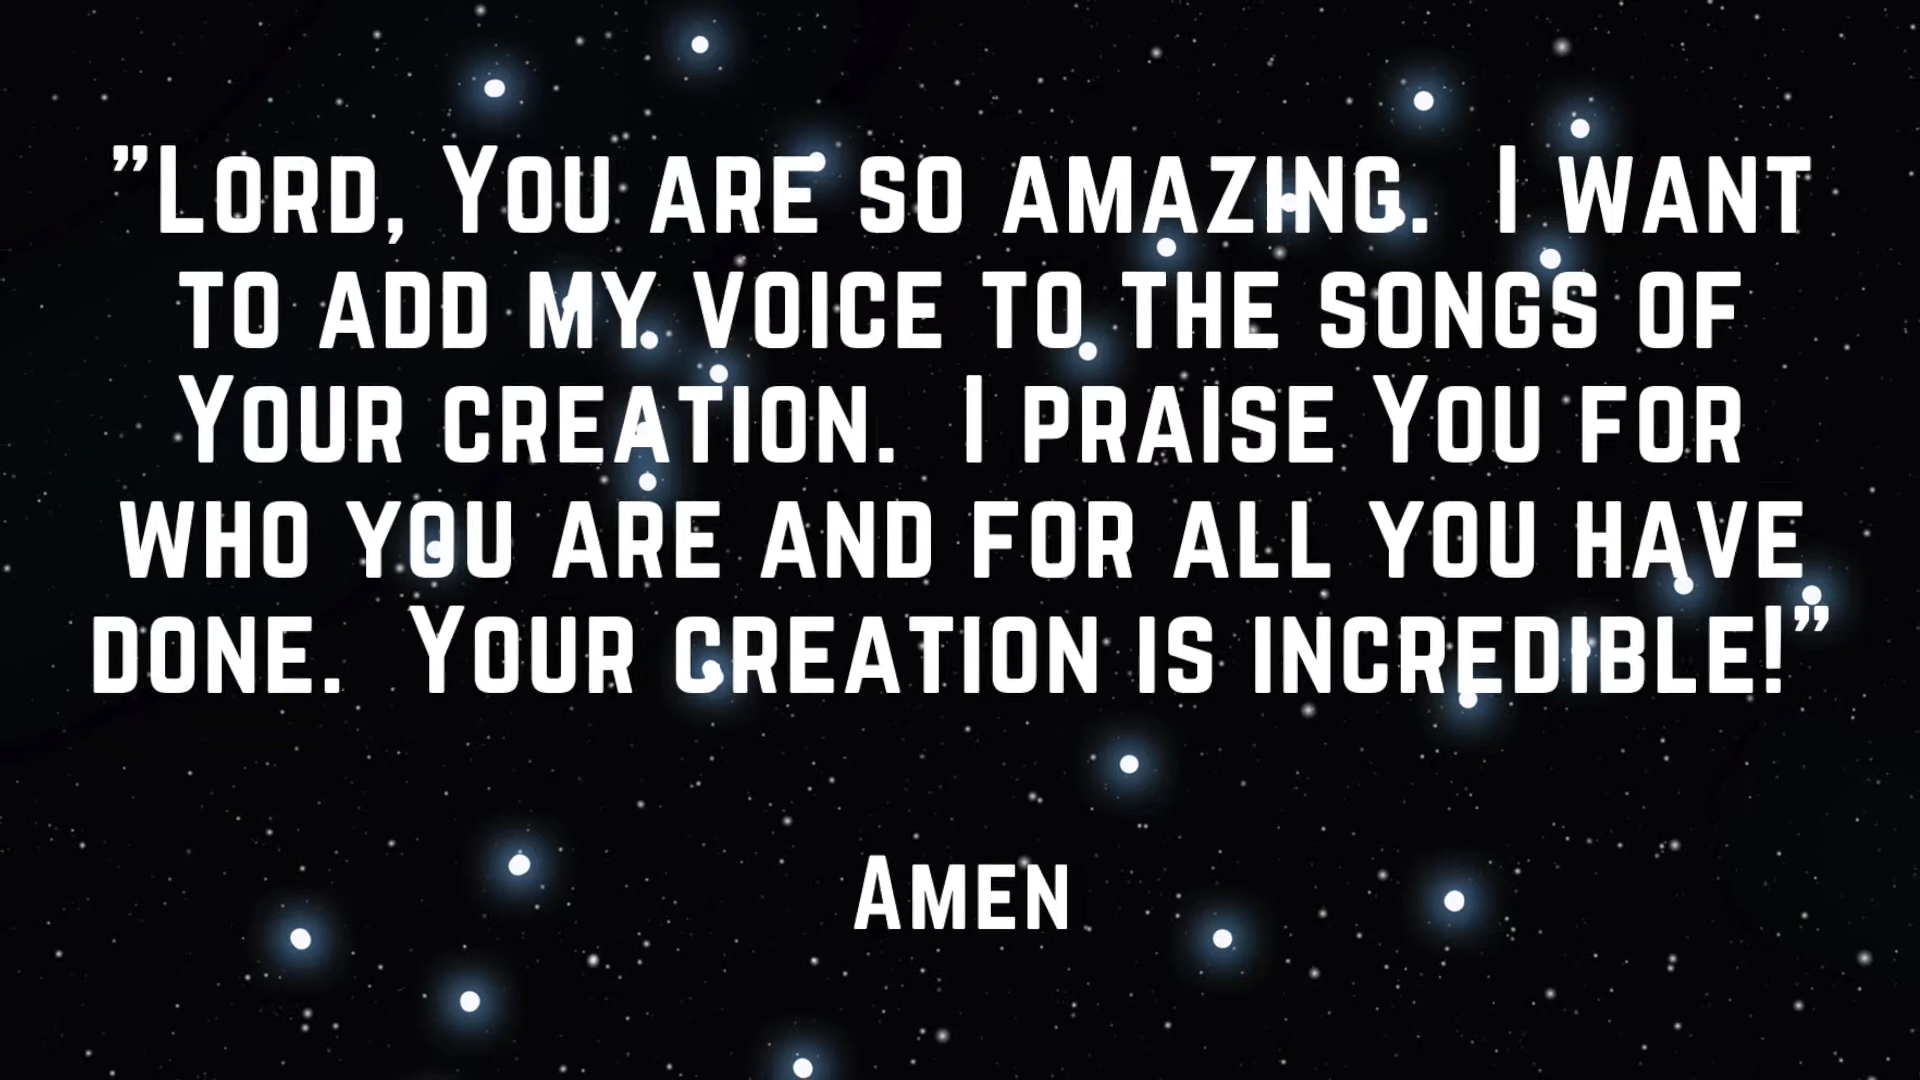 ”Lord, You are so amazing.  I want
to add my voice to the songs of
Your creation.  I praise You for
who you are and for all you have
done.  Your creation is incredible!”
Amen